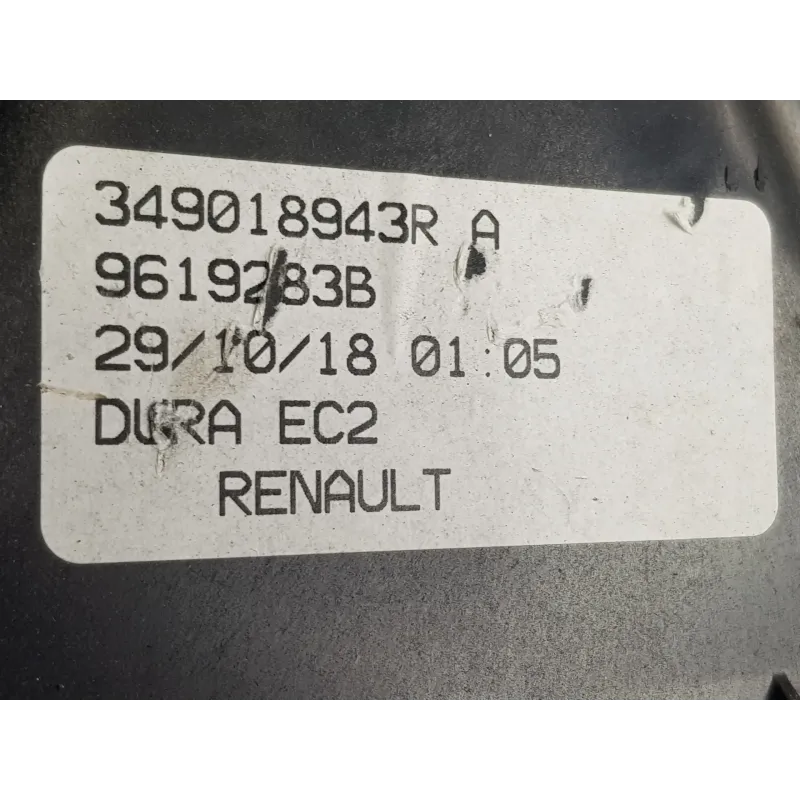 349018943R A
9619283B
29/10/18 01:05
DURA EC2
RENAULT